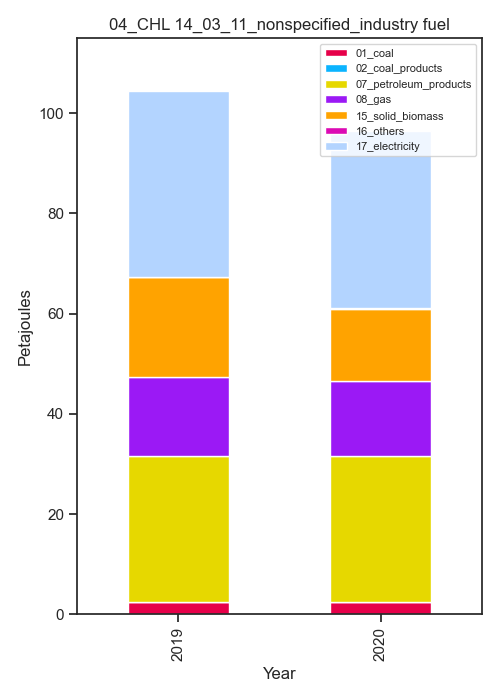 04_CHL 14_03_11_nonspecified_industry fuel
01_coal
02_coal_products
07_petroleum_products
08_gas
15_solid_biomass
16_others
17_electricity
100
80
60
40
20
0
Petajoules
2019
2020
Year